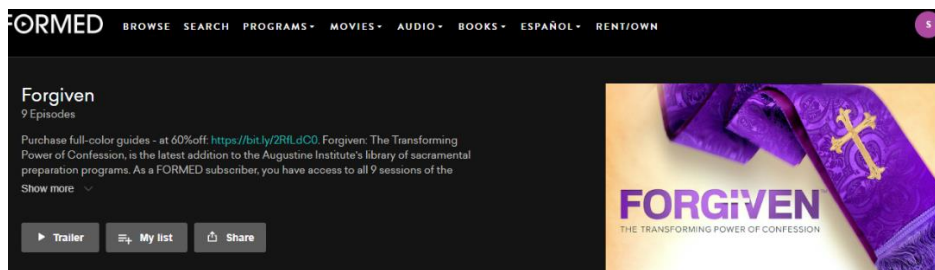 FORMED BROWSE SEARCH PROGRAMS MOVIES AUDIO BOOKS ESPAÑOL RENT/OWN S
Forgiven
9 Episodes
Purchase full-color guides - at 60%off: https://bit.ly/2RfLdC0. Forgiven: The Transforming
Power of Confession, is the latest addition to the Augustine Institute's library of sacramental
preparation programs. As a FORMED subscriber, you have access to all 9 sessions of the
Show more
Trailer My list Share
FORGIVEN™
THE TRANSFORMING POWER OF CONFESSION